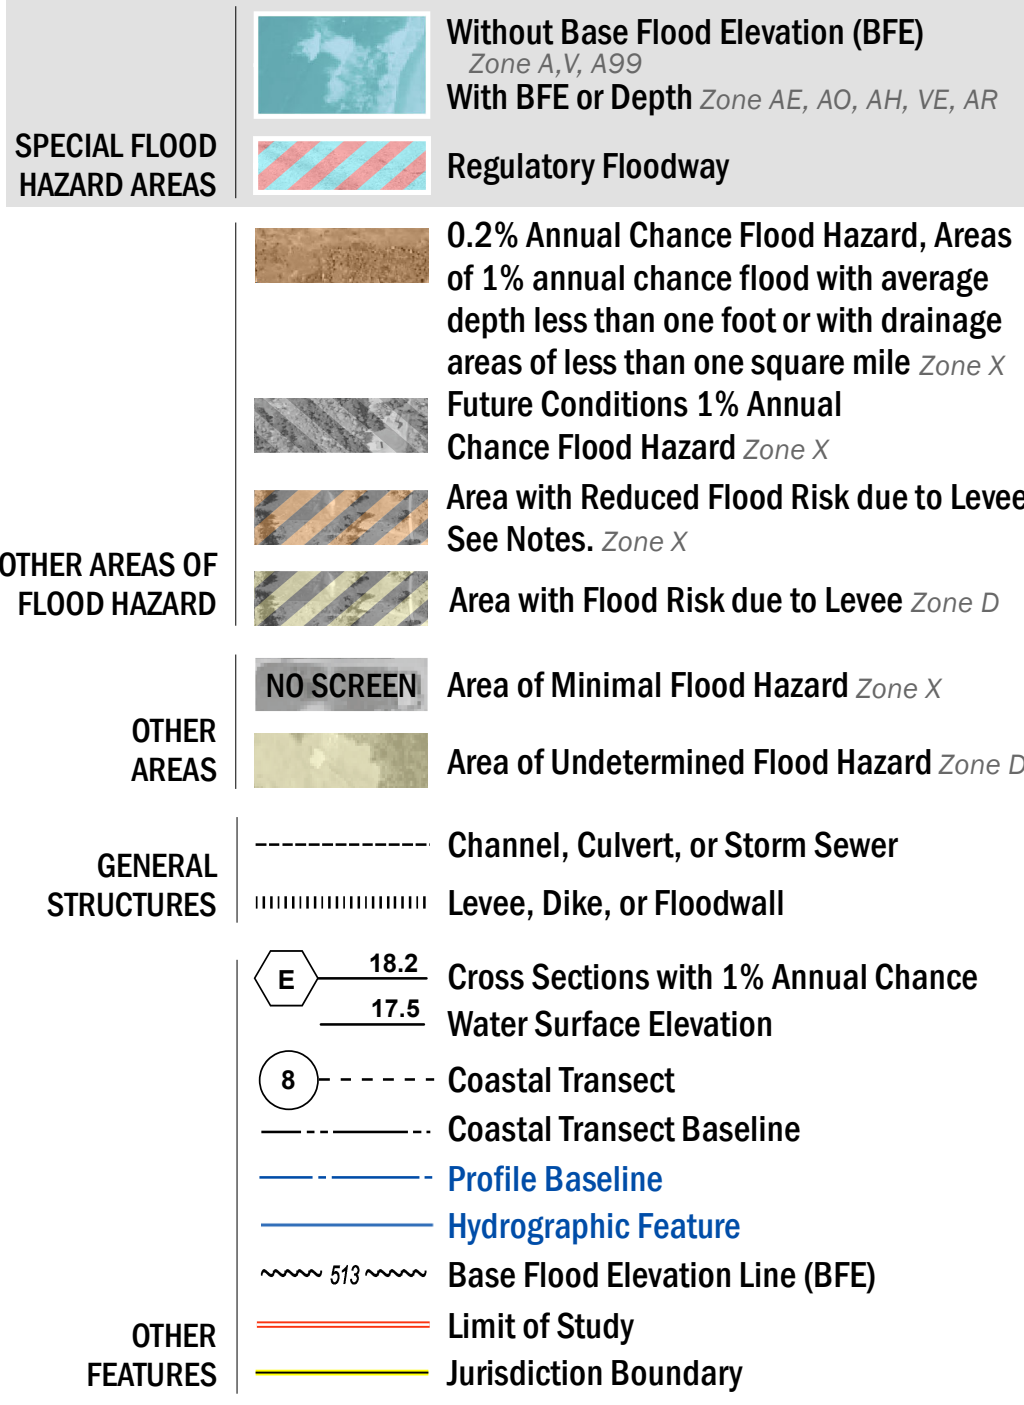 SPECIAL FLOOD
HAZARD AREAS
Without Base Flood Elevation (BFE)
Zone A,V, A99
With BFE or Depth Zone AE, AO, AH, VE, AR
Regulatory Floodway
OTHER AREAS OF
FLOOD HAZARD
0.2% Annual Chance Flood Hazard, Areas
of 1% annual chance flood with average
depth less than one foot or with drainage
areas of less than one square mile Zone X
Future Conditions 1% Annual
Chance Flood Hazard Zone X
Area with Reduced Flood Risk due to Levee
See Notes. Zone X
Area with Flood Risk due to Levee Zone D
OTHER
AREAS
NO SCREEN Area of Minimal Flood Hazard Zone X
Area of Undetermined Flood Hazard Zone D
GENERAL
STRUCTURES
Channel, Culvert, or Storm Sewer
Levee, Dike, or Floodwall
OTHER
FEATURES
E 18.2 Cross Sections with 1% Annual Chance
17.5 Water Surface Elevation
8 Coastal Transect
Coastal Transect Baseline
Profile Baseline
Hydrographic Feature
513 Base Flood Elevation Line (BFE)
Limit of Study
Jurisdiction Boundary